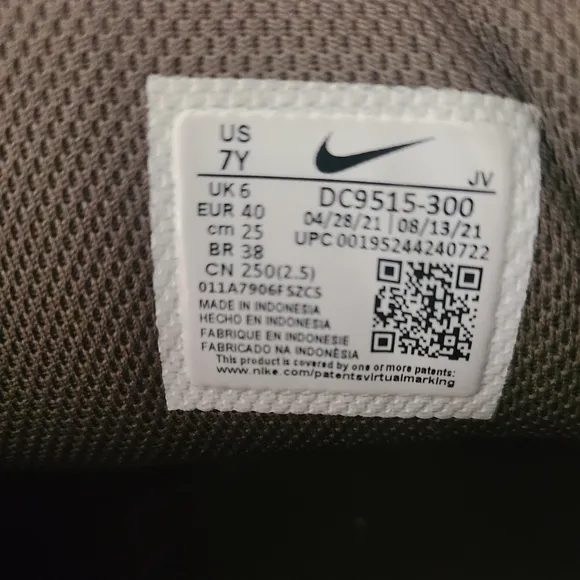 US
7Y
JV
UK 6
EUR 40
cm 25
BR 38
CN 250(2.5)
DC9515-300
04/28/21 | 08/13/21
UPC 00195244240722
011A7906FSZCS
MADE IN INDONESIA
HECHO EN INDONESIA
FABRIQUE EN INDONESIE
FABRICADO NA INDONÉSIA
This product is covered by one of more patents:
www.nike.com/patentsvirtualmarking